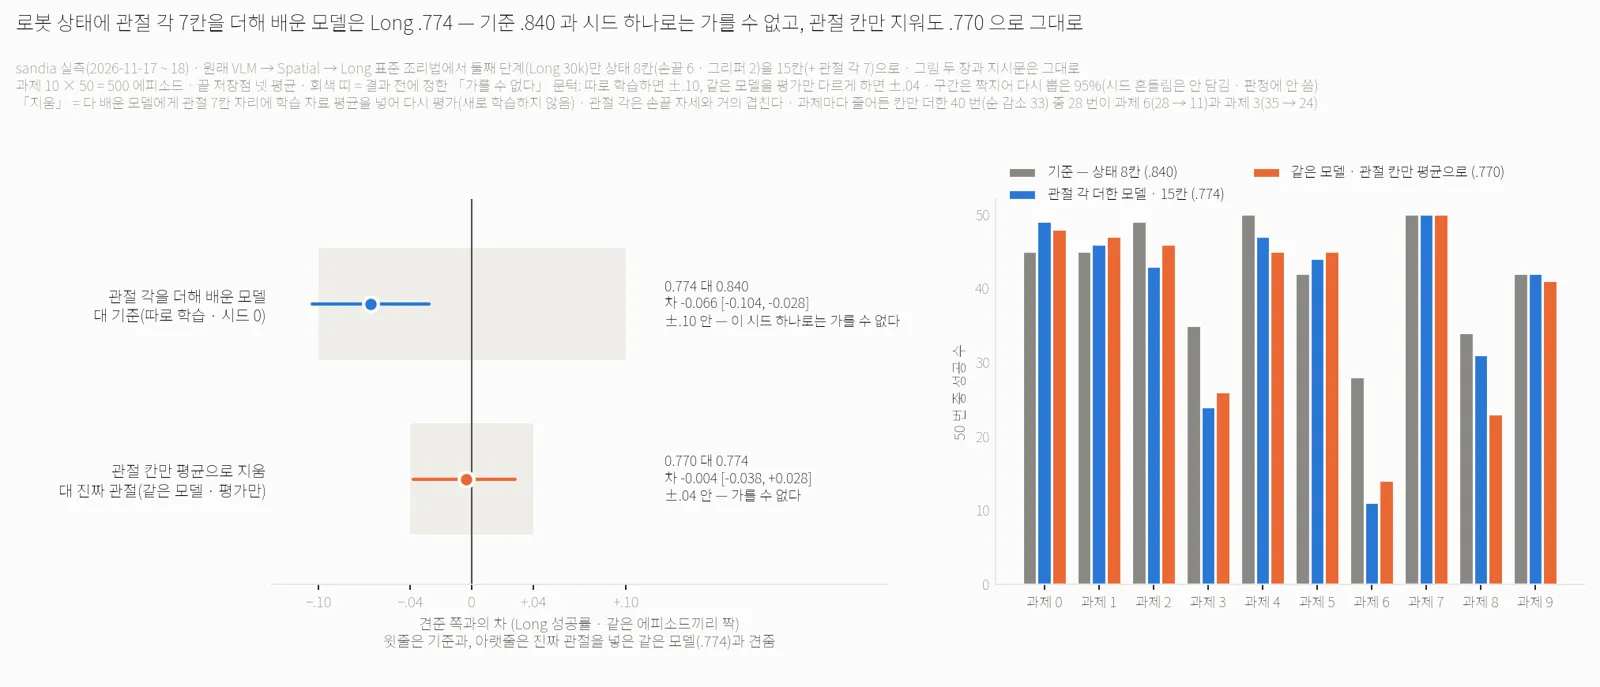 로봇 상태에 관절 각 7칸을 더해 배운 모델은 Long .774 — 기준 .840 과 시드 하나로는 가를 수 없고, 관절 칸만 지워도 .770 으로 그대로
sandia 실측(2026-11-17 ~ 18) · 원래 VLM → Spatial → Long 표준 조리법에서 둘째 단계(Long 30k)만 상태 8칸(손끝 6 · 그리퍼 2)을 15칸(+ 관절 각 7)으로 · 그림 두 장과 지시문은 그대로
과제 10 × 50 = 500 에피소드 · 끝 저장점 넷 평균 · 회색 띠 = 결과 전에 정한 「가를 수 없다」 문턱: 따로 학습하면 ±.10, 같은 모델을 평가만 다르게 하면 ±.04 · 구간은 짝지어 다시 뽑은 95%(시드 흔들림은 안 담김 · 판정에 안 씀)
「지움」 = 다 배운 모델에게 관절 7칸 자리에 학습 자료 평균을 넣어 다시 평가(새로 학습하지 않음) · 관절 각은 손끝 자세와 거의 겹친다 · 과제마다 줄어든 칸만 더한 40 번(순 감소 33) 중 28 번이 과제 6(28 → 11)과 과제 3(35 → 24)
관절 각을 더해 배운 모델
대 기준(따로 학습 · 시드 0)
0.774 대 0.840
차 -0.066 [-0.104, -0.028]
±.10 안 — 이 시드 하나로는 가를 수 없다
관절 칸만 평균으로 지움
대 진짜 관절(같은 모델 · 평가만)
0.770 대 0.774
차 -0.004 [-0.038, +0.028]
±.04 안 — 가를 수 없다
−.10
−.04
0
+.04
+.10
견준 쪽과의 차 (Long 성공률 · 같은 에피소드끼리 짝)
윗줄은 기준과, 아랫줄은 진짜 관절을 넣은 같은 모델(.774)과 견줌
기준 — 상태 8칸 (.840)
관절 각 더한 모델 · 15칸 (.774)
같은 모델 · 관절 칸만 평균으로 (.770)
50 번 중 성공 수
50
40
30
20
10
0
과제 0
과제 1
과제 2
과제 3
과제 4
과제 5
과제 6
과제 7
과제 8
과제 9